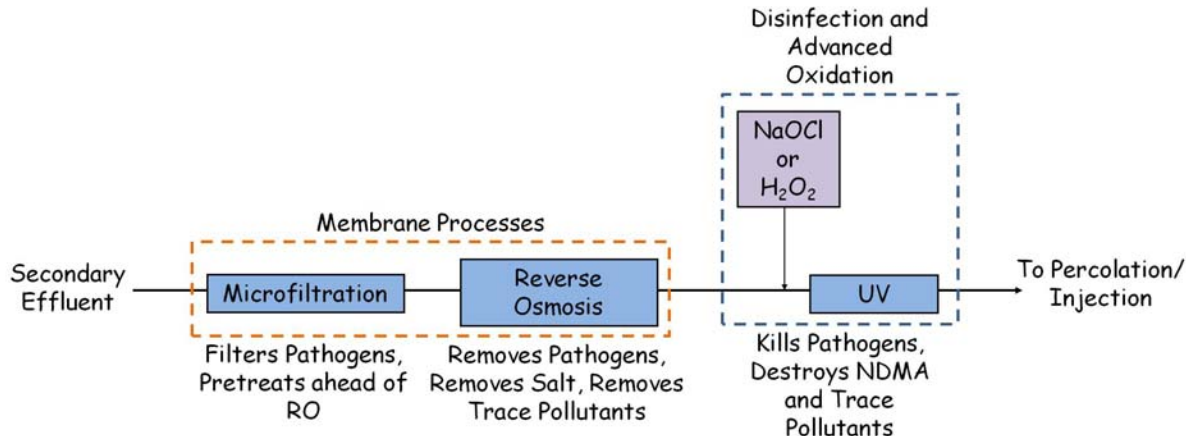 Disinfection and
Advanced
Oxidation
NaOCl
or
H₂O₂
Membrane Processes
Secondary
Effluent
Microfiltration
Reverse
Osmosis
UV
To Percolation/
Injection
Filters Pathogens,
Pretreats ahead of
RO
Removes Pathogens,
Removes Salt, Removes
Trace Pollutants
Kills Pathogens,
Destroys NDMA
and Trace
Pollutants